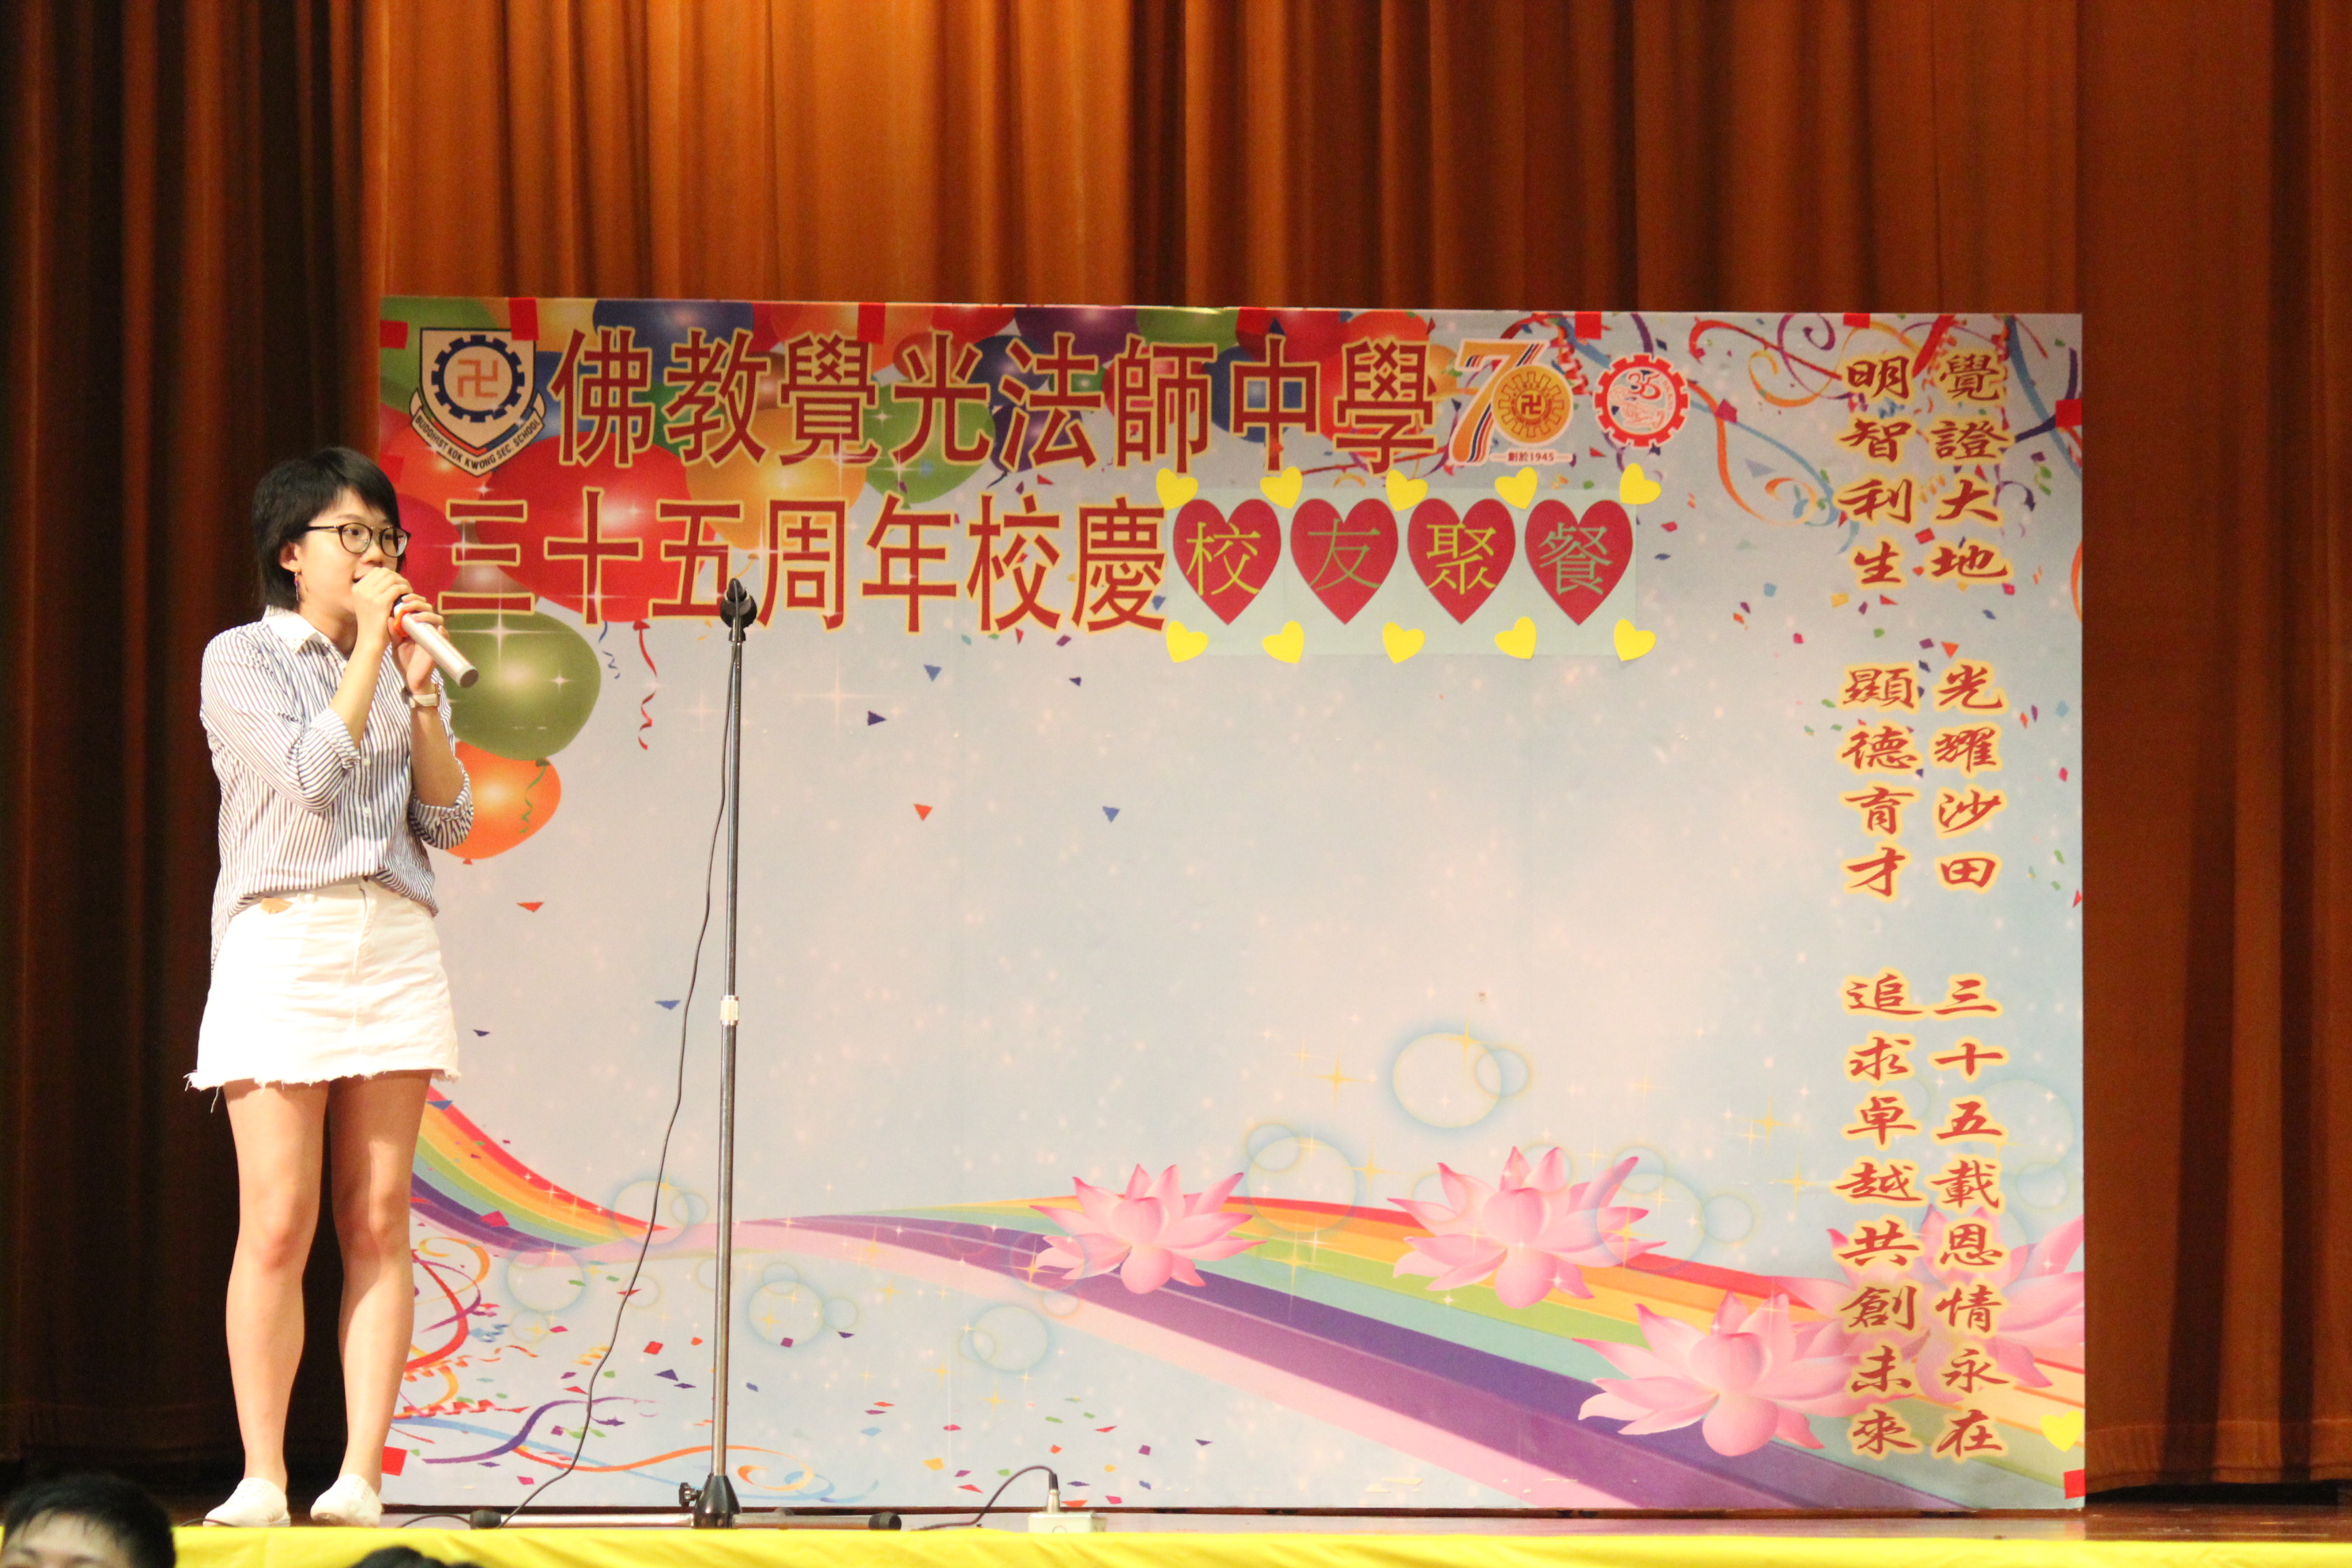 佛教覺光法師中學
三十五周年校慶校友聚餐
BUDDHIST KOK KWONG SEC. SCHOOL
70
創於1945
35
覺證大地 光耀沙田 三十五載恩情永在
明智利生 顯德育才 追求卓越共創未來